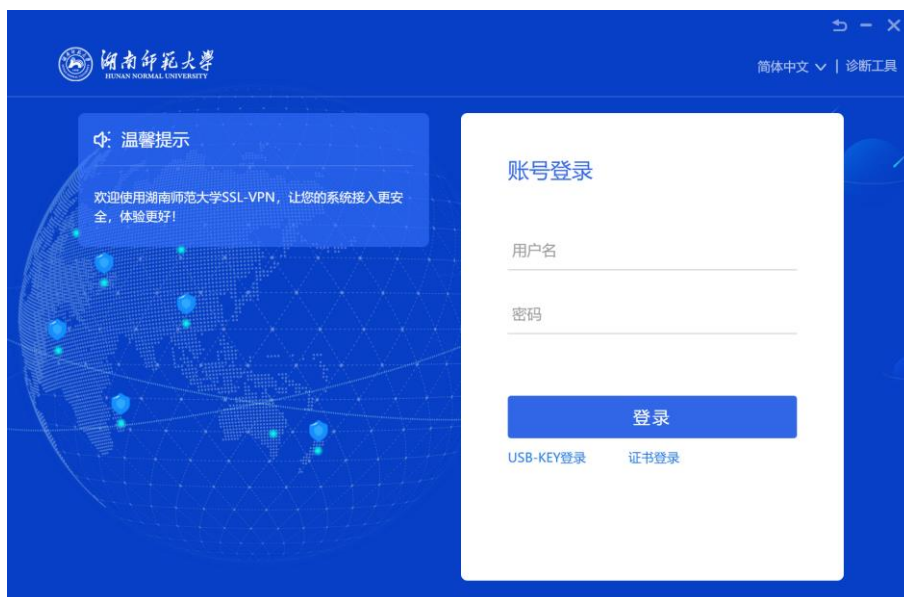 湖南师范大学
HUNAN NORMAL UNIVERSITY
简体中文 | 诊断工具
温馨提示
欢迎使用湖南师范大学SSL-VPN，让您的系统接入更安
全，体验更好！
账号登录
用户名
密码
登录
USB-KEY登录 证书登录